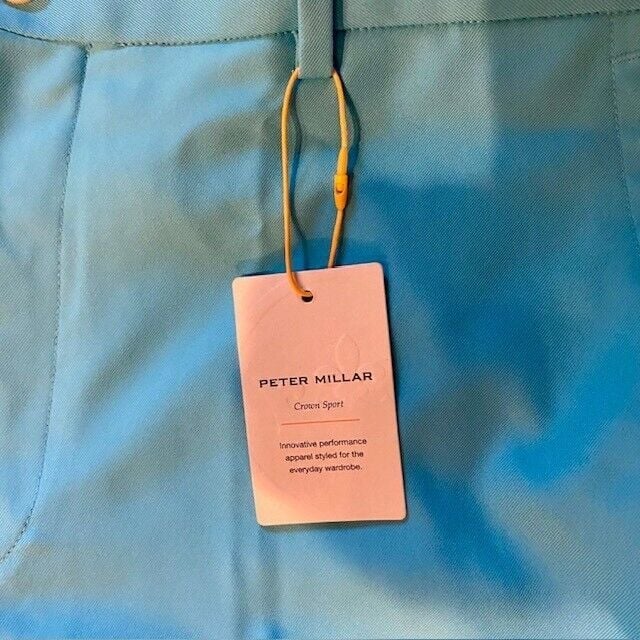 PETER MILLAR
Crown Sport
Innovative performance
apparel styled for the
everyday wardrobe.